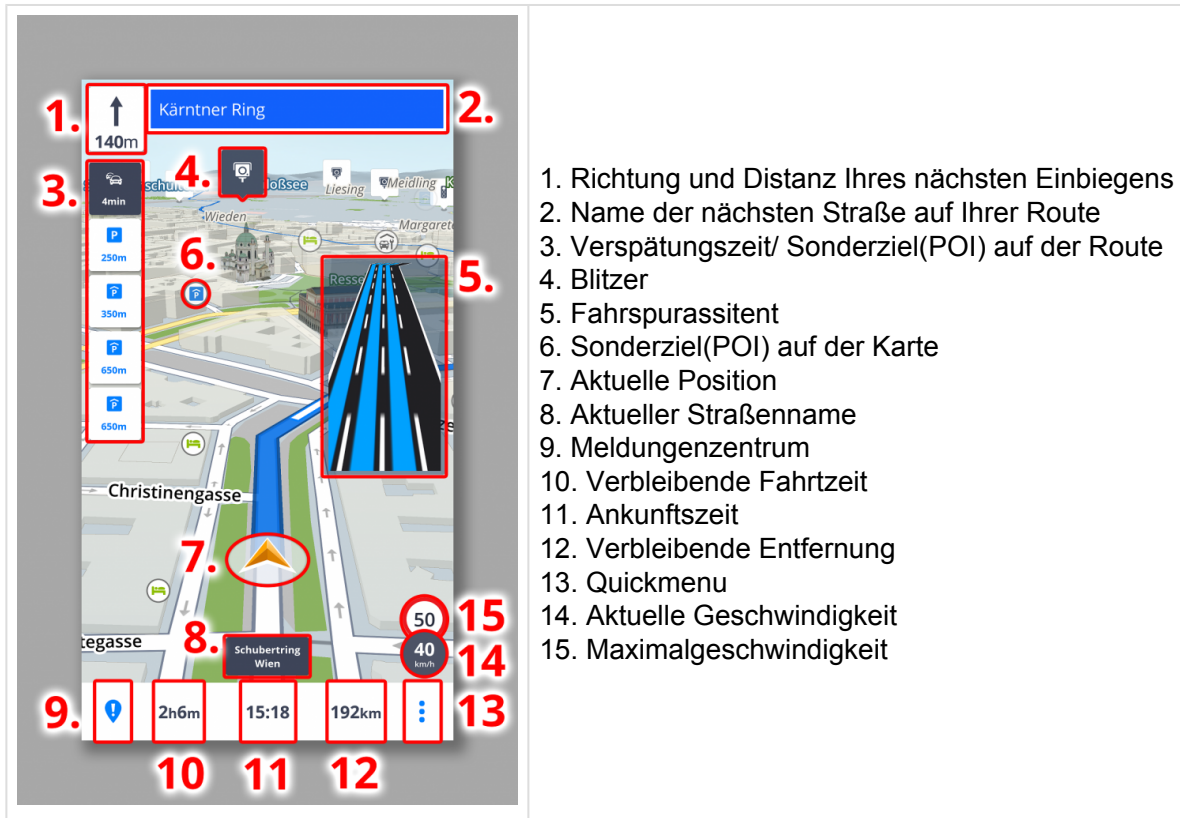 1.
140m
Kärntner Ring
2.
3.
4min
4.
Liesing
Meidling
Wieden
6.
5.
250m
350m
650m
650m
Christinengasse
7.
tegasse
8.
Schubertring
Wien
50
15
40
km/h
14
9.
2h6m
15:18
192km
13
10
11
12
1. Richtung und Distanz Ihres nächsten Einbiegens
2. Name der nächsten Straße auf Ihrer Route
3. Verspätungszeit/ Sonderziel(POI) auf der Route
4. Blitzer
5. Fahrspurassitent
6. Sonderziel(POI) auf der Karte
7. Aktuelle Position
8. Aktueller Straßenname
9. Meldungenzentrum
10. Verbleibende Fahrtzeit
11. Ankunftszeit
12. Verbleibende Entfernung
13. Quickmenu
14. Aktuelle Geschwindigkeit
15. Maximalgeschwindigkeit